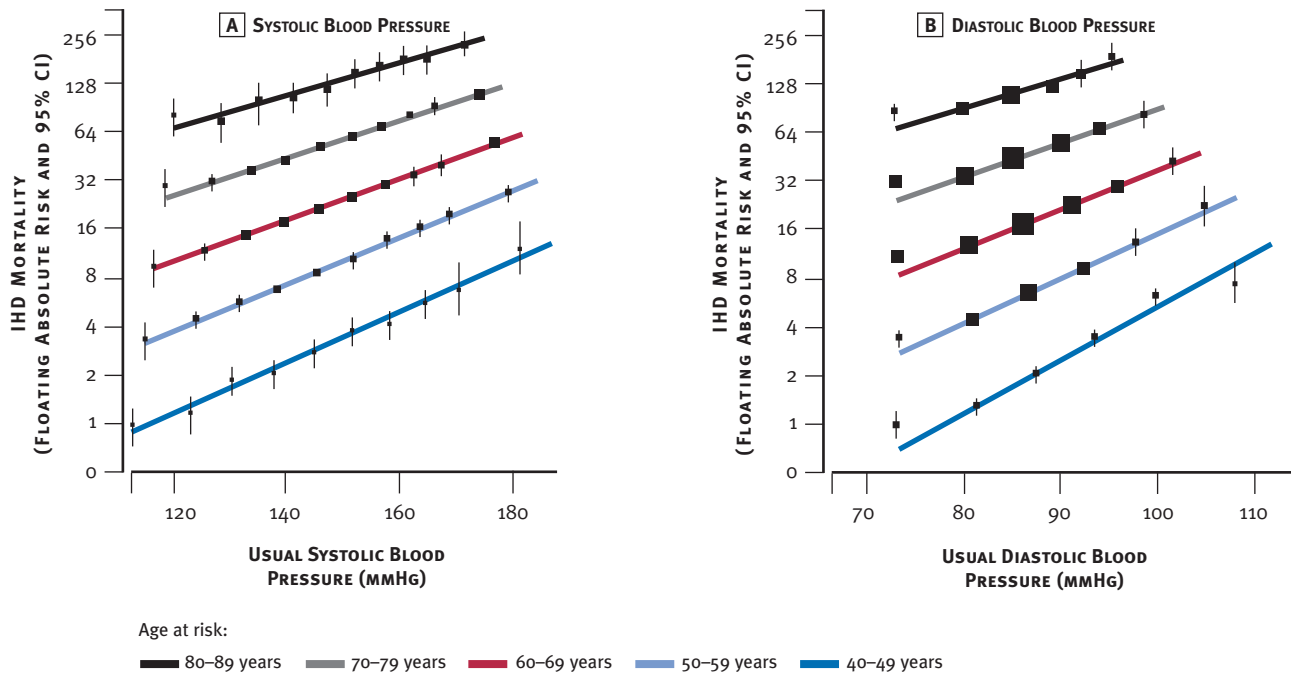 A Systolic Blood Pressure
IHD Mortality
(Floating Absolute Risk and 95% CI)
256
128
64
32
16
8
4
2
1
0
120
140
160
180
Usual Systolic Blood
Pressure (mmHg)
B Diastolic Blood Pressure
IHD Mortality
(Floating Absolute Risk and 95% CI)
256
128
64
32
16
8
4
2
1
0
70
80
90
100
110
Usual Diastolic Blood
Pressure (mmHg)
Age at risk:
80–89 years 70–79 years 60–69 years 50–59 years 40–49 years